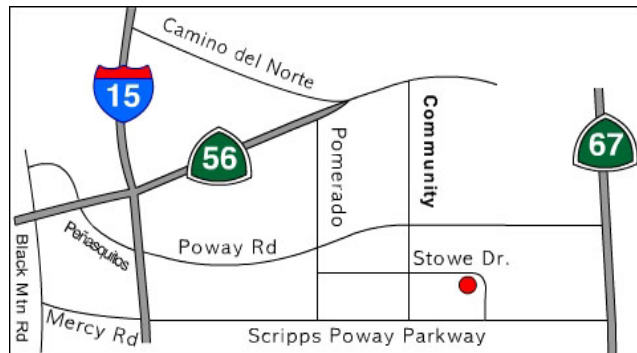 Camino del Norte
15
56
67
Community
Pomerado
Peñasquitos
Poway Rd
Stowe Dr.
Black Mtn Rd
Mercy Rd
Scripps Poway Parkway